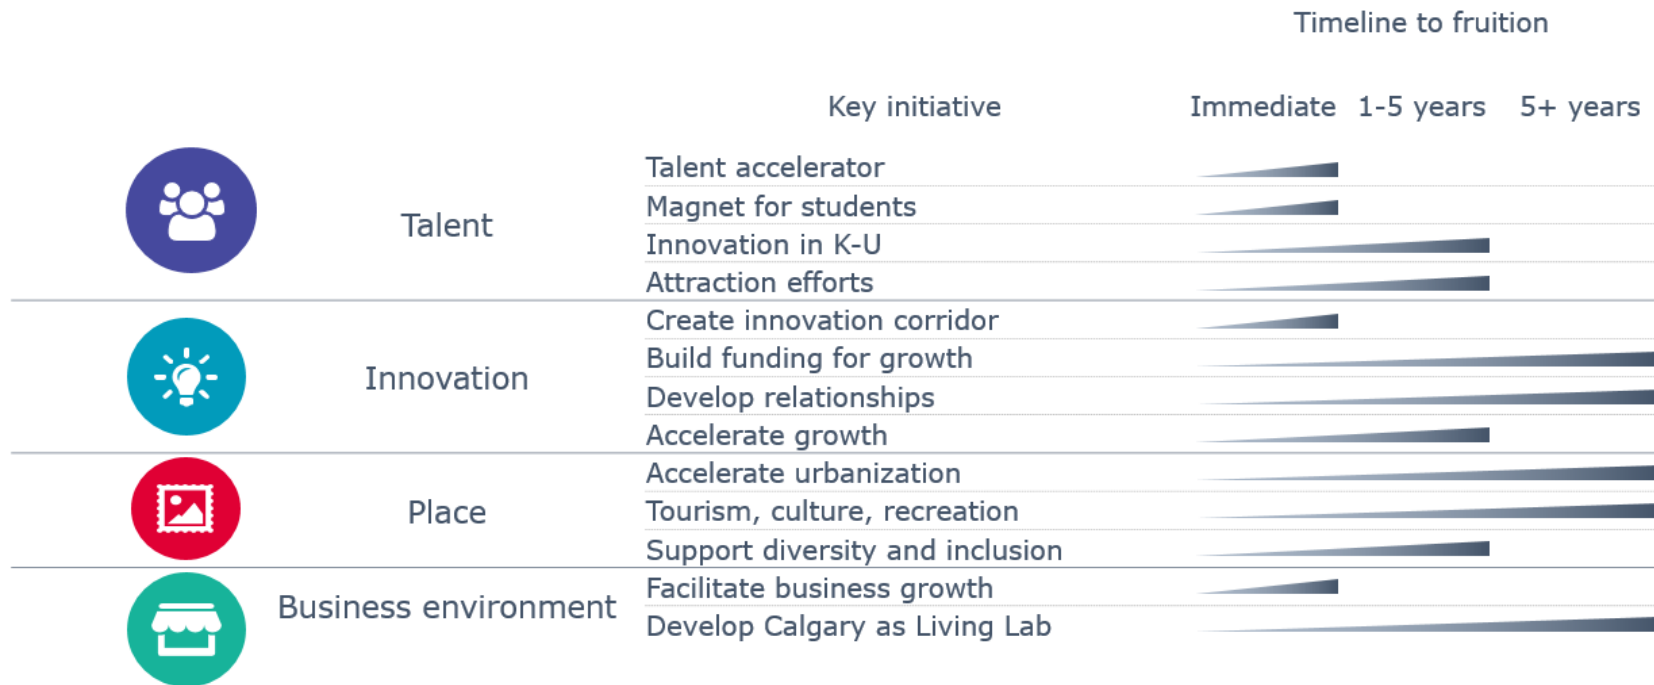 Timeline to fruition
Key initiative Immediate 1-5 years 5+ years
Talent
Talent accelerator
Magnet for students
Innovation in K-U
Attraction efforts
Innovation
Create innovation corridor
Build funding for growth
Develop relationships
Accelerate growth
Place
Accelerate urbanization
Tourism, culture, recreation
Support diversity and inclusion
Business environment
Facilitate business growth
Develop Calgary as Living Lab